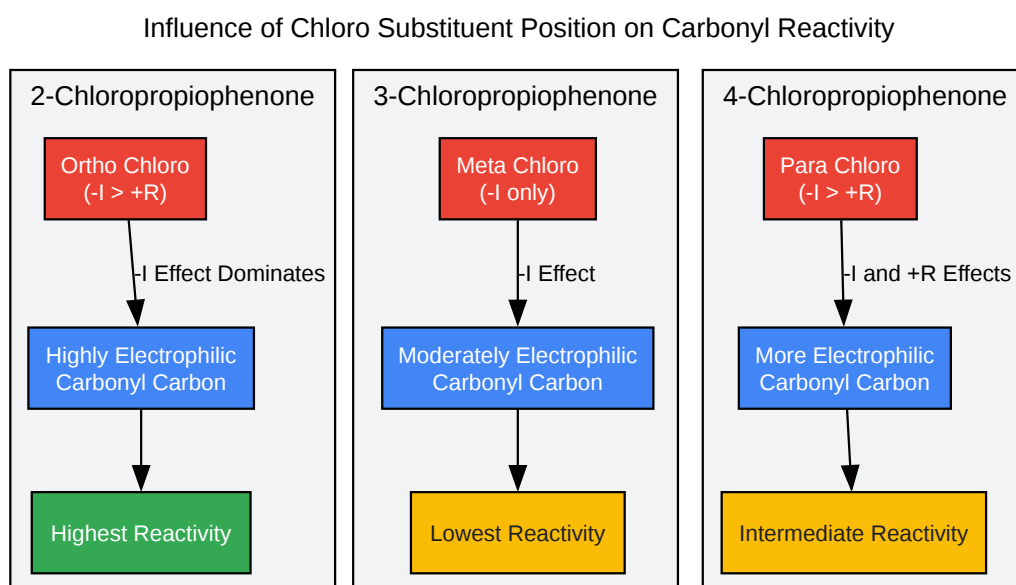 Influence of Chloro Substituent Position on Carbonyl Reactivity
2-Chloropropiophenone
Ortho Chloro
(-I > +R)
-I Effect Dominates
Highly Electrophilic
Carbonyl Carbon
Highest Reactivity
3-Chloropropiophenone
Meta Chloro
(-I only)
-I Effect
Moderately Electrophilic
Carbonyl Carbon
Lowest Reactivity
4-Chloropropiophenone
Para Chloro
(-I > +R)
-I and +R Effects
More Electrophilic
Carbonyl Carbon
Intermediate Reactivity